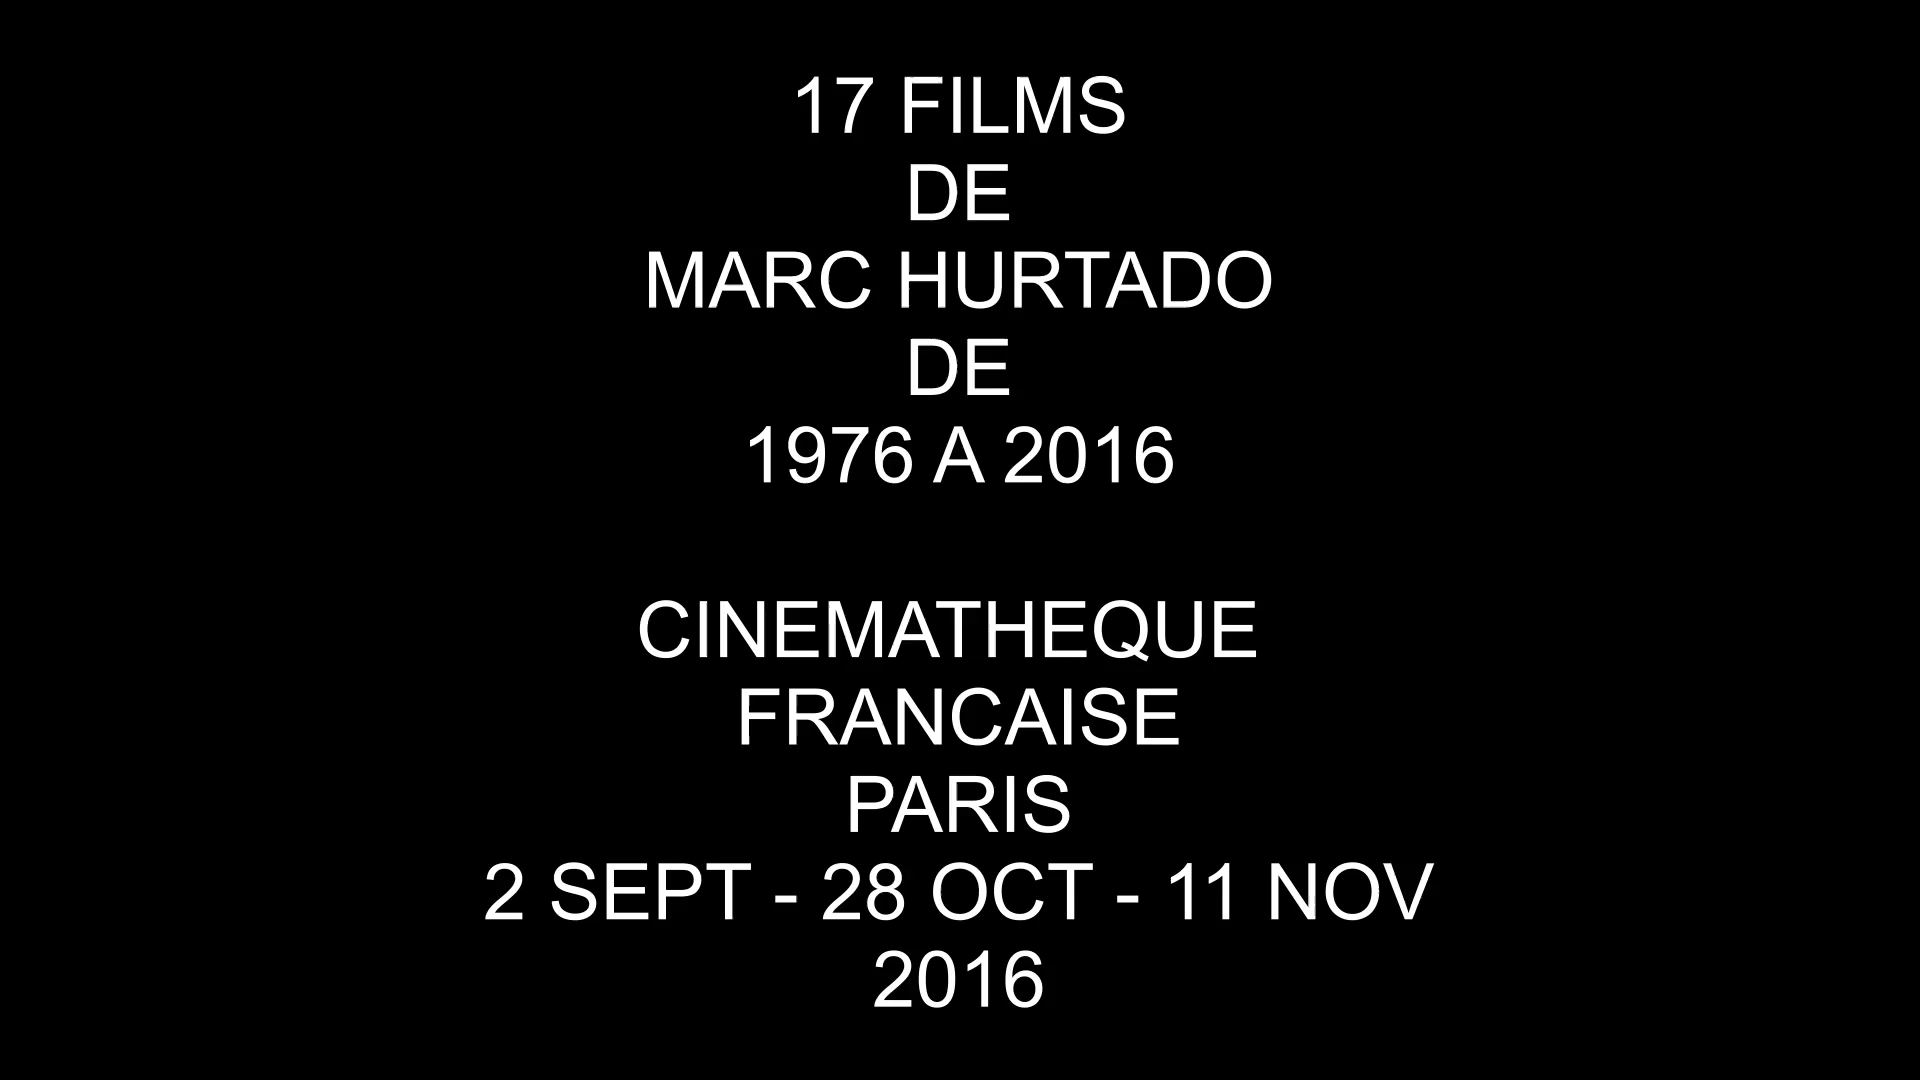 17 FILMS
DE
MARC HURTADO
DE
1976 A 2016
CINEMATHEQUE
FRANCAISE
PARIS
2 SEPT - 28 OCT - 11 NOV
2016